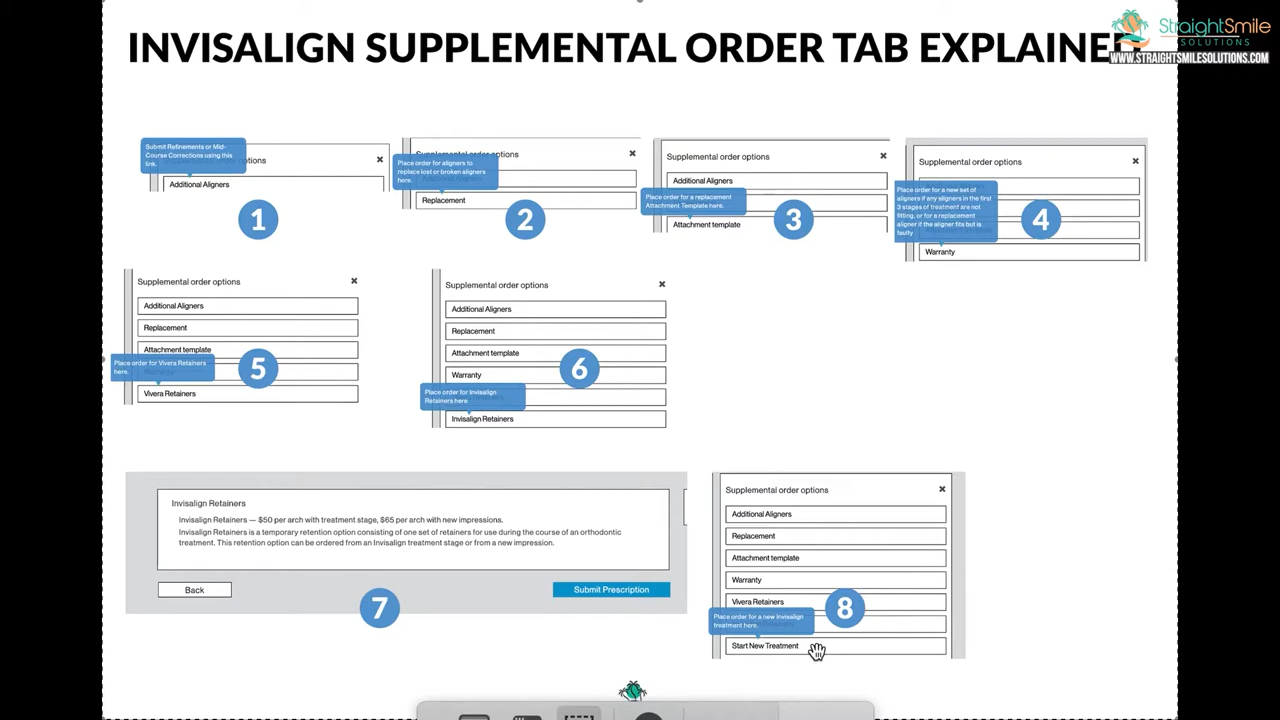 INVISALIGN SUPPLEMENTAL ORDER TAB EXPLAINE
StraightSmile
SOLUTIONS
WWW.STRAIGHTSMILESOLUTIONS.COM
Submit Refinements or Mid-
Course Corrections using this
link.
options
Additional Aligners
1
Supplemental order options
Place order for aligners to
replace lost or broken aligners
here.
Replacement
2
Supplemental order options
Additional Aligners
Place order for a replacement
Attachment Template here.
Attachment template
3
Supplemental order options
Place order for a new set of
aligners if any aligners in the first
3 stages of treatment are not
fitting, or for a replacement
aligner if the aligner fits but is
faulty
Warranty
4
Supplemental order options
Additional Aligners
Replacement
Attachment template
Place order for Vivera Retainers
here.
Vivera Retainers
5
Supplemental order options
Additional Aligners
Replacement
Attachment template
Warranty
Place order for Invisalign
Retainers here
Invisalign Retainers
6
Invisalign Retainers
Invisalign Retainers — $50 per arch with treatment stage, $65 per arch with new impressions.
Invisalign Retainers is a temporary retention option consisting of one set of retainers for use during the course of an orthodontic
treatment. This retention option can be ordered from an Invisalign treatment stage or from a new impression.
Back
Submit Prescription
7
Supplemental order options
Additional Aligners
Replacement
Attachment template
Warranty
Vivera Retainers
Place order for a new Invisalign
treatment here.
Start New Treatment
8